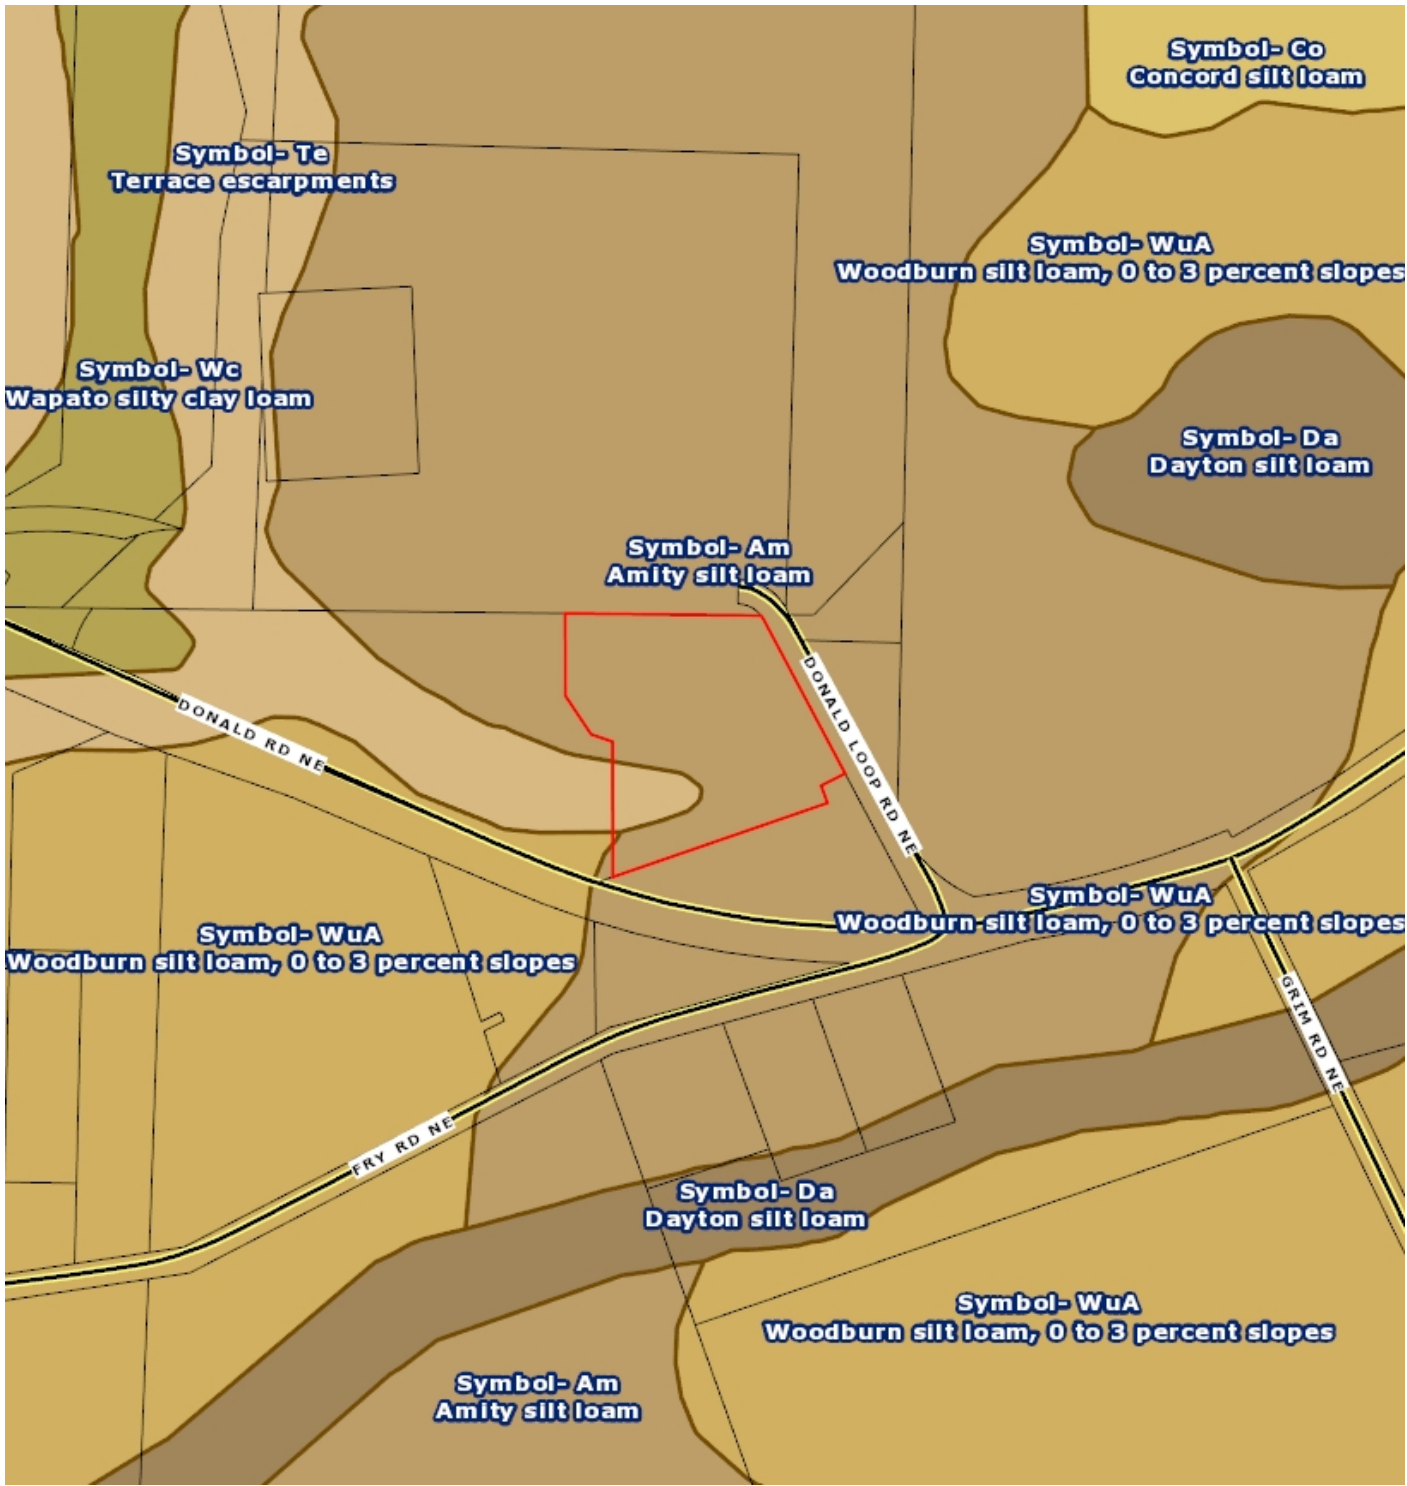 Symbol- Co
Concord silt loam
Symbol- Te
Terrace escarpments
Symbol- WuA
Woodburn silt loam, 0 to 3 percent slopes
Symbol- Wc
Wapato silty clay loam
Symbol- Da
Dayton silt loam
Symbol- Am
Amity silt loam
DONALD LOOP RD NE
DONALD RD NE
Symbol- WuA
Woodburn silt loam, 0 to 3 percent slopes
Symbol- WuA
Woodburn silt loam, 0 to 3 percent slopes
GRIM RD NE
FRY RD NE
Symbol- Da
Dayton silt loam
Symbol- WuA
Woodburn silt loam, 0 to 3 percent slopes
Symbol- Am
Amity silt loam